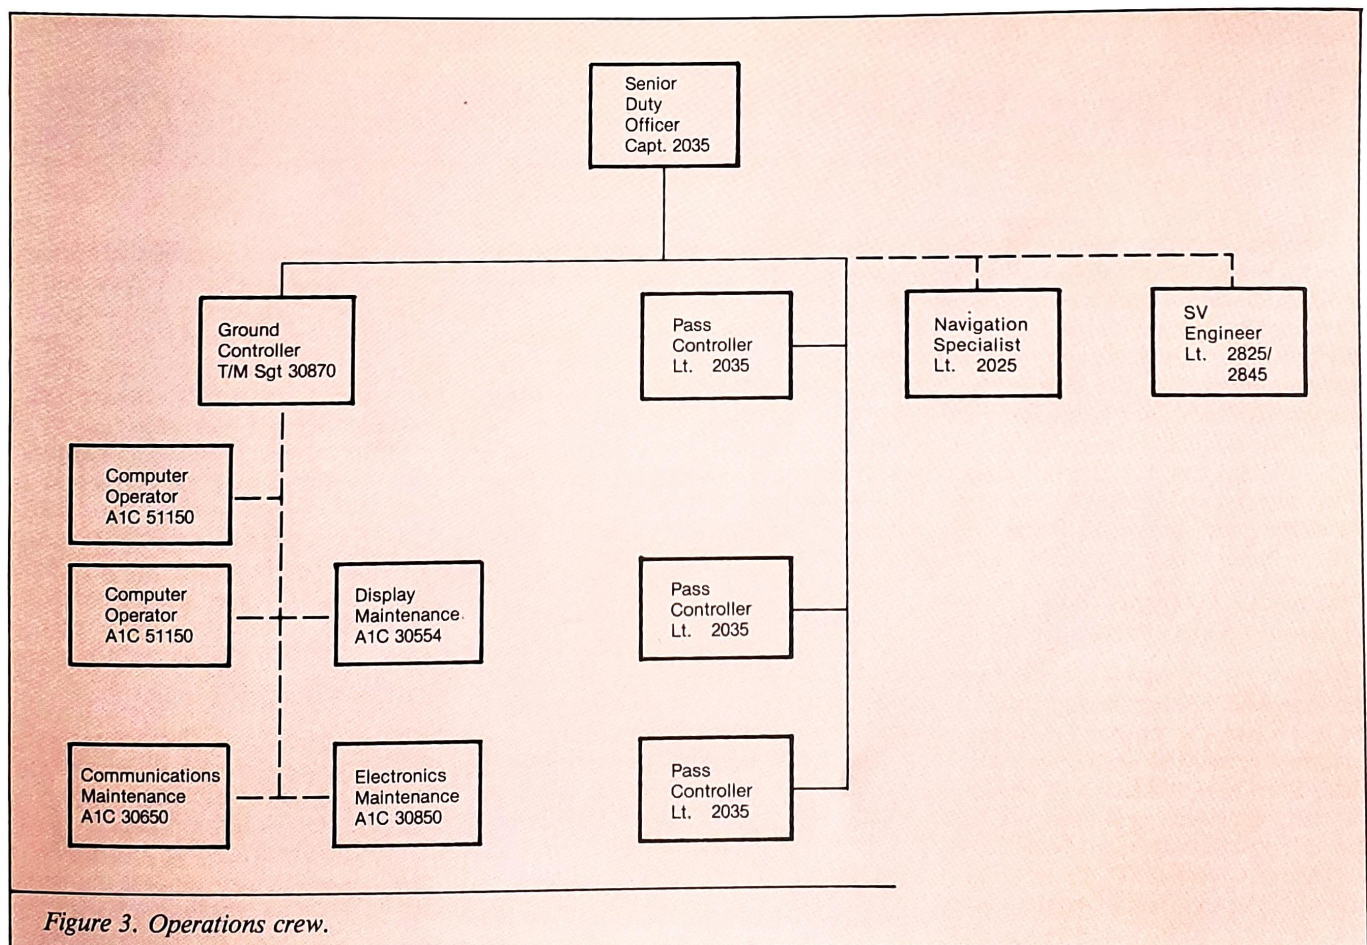 Senior
Duty
Officer
Capt. 2035
Ground
Controller
T/M Sgt 30870
Pass
Controller
Lt. 2035
Navigation
Specialist
Lt. 2025
SV
Engineer
Lt. 2825/
2845
Computer
Operator
A1C 51150
Computer
Operator
A1C 51150
Display
Maintenance
A1C 30554
Pass
Controller
Lt. 2035
Communications
Maintenance
A1C 30650
Electronics
Maintenance
A1C 30850
Pass
Controller
Lt. 2035
Figure 3. Operations crew.